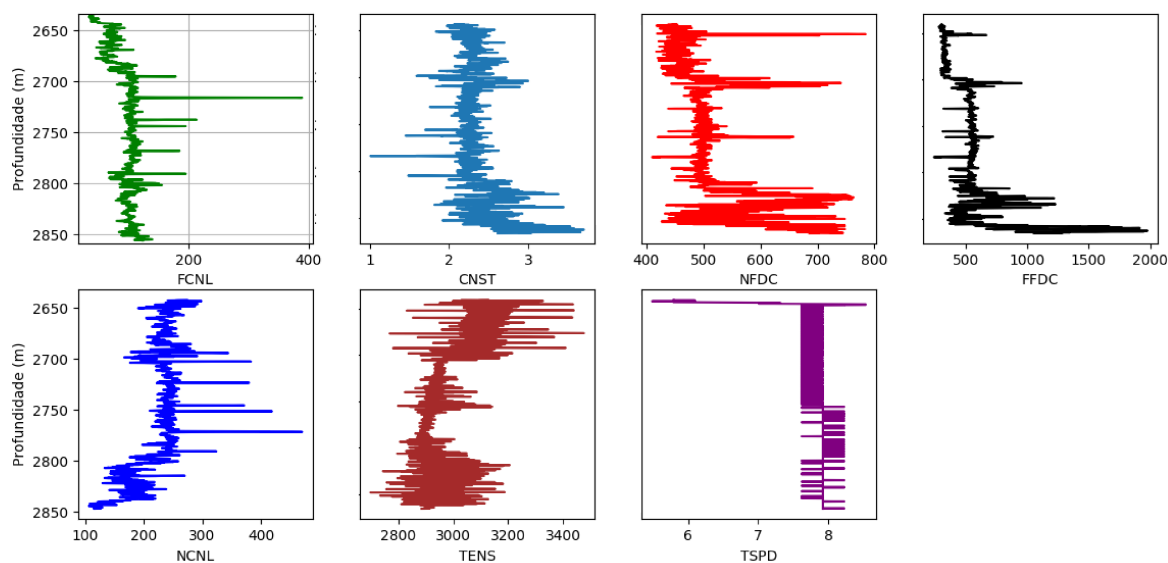 2650
2700
2750
2800
2850
Profundidade (m)
200 400
FCNL
1 2 3
CNST
400 500 600 700 800
NFDC
500 1000 1500 2000
FFDC
2650
2700
2750
2800
2850
Profundidade (m)
100 200 300 400
NCNL
2800 3000 3200 3400
TENS
6 7 8
TSPD